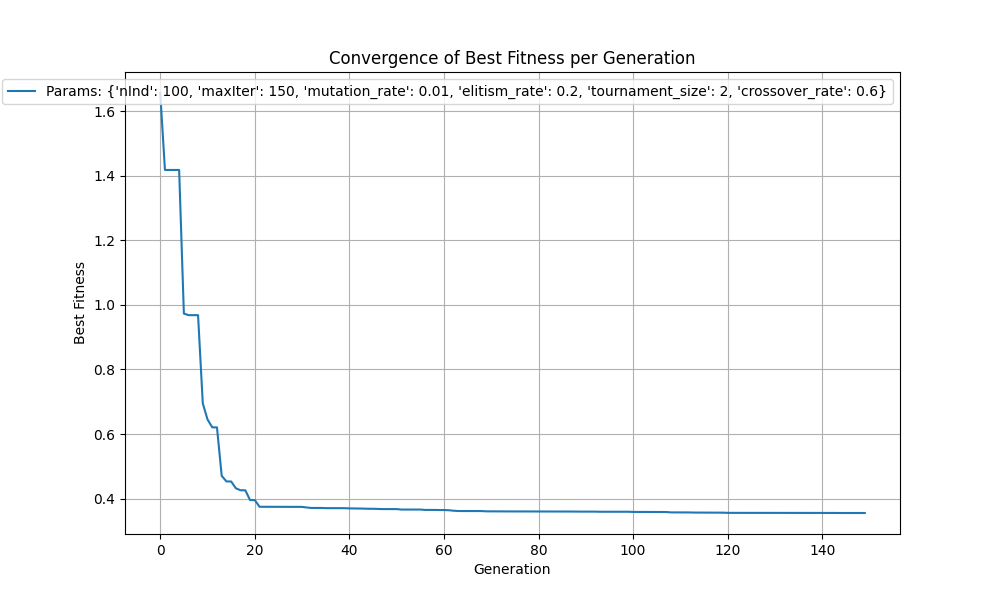 Convergence of Best Fitness per Generation
Params: {'nInd': 100, 'maxIter': 150, 'mutation_rate': 0.01, 'elitism_rate': 0.2, 'tournament_size': 2, 'crossover_rate': 0.6}
1.6
1.4
1.2
1.0
0.8
0.6
0.4
Best Fitness
0 20 40 60 80 100 120 140
Generation